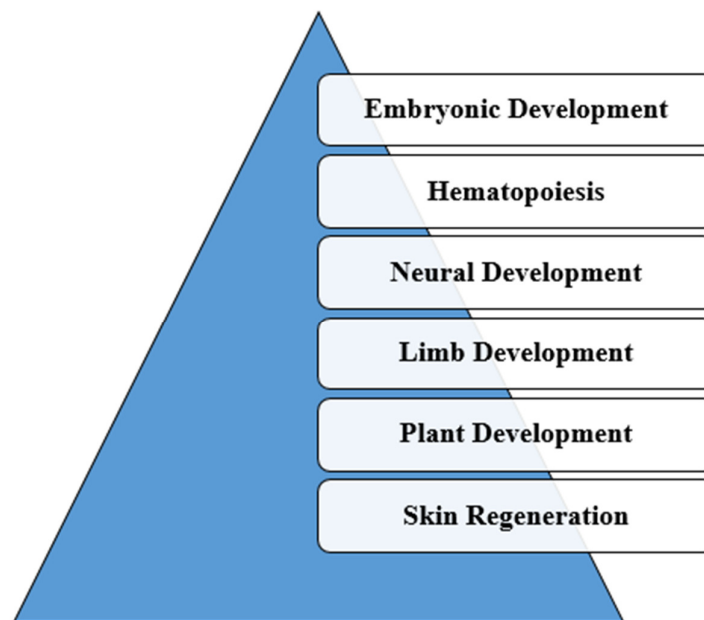 Embryonic Development
Hematopoiesis
Neural Development
Limb Development
Plant Development
Skin Regeneration